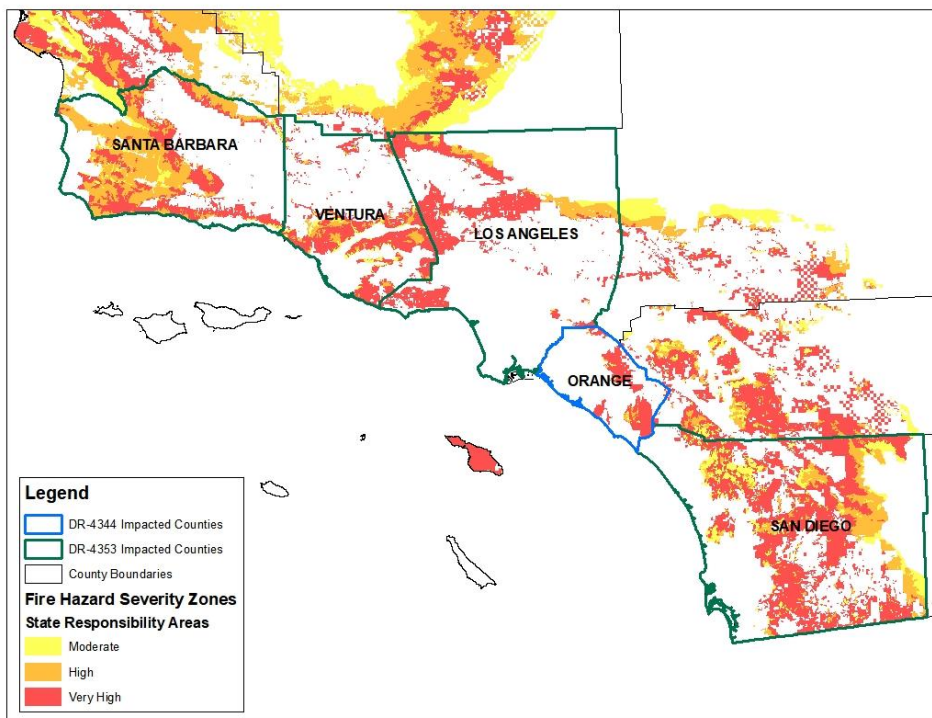 SANTA BARBARA
VENTURA
LOS ANGELES
ORANGE
SAN DIEGO
Legend
DR-4344 Impacted Counties
DR-4353 Impacted Counties
County Boundaries
Fire Hazard Severity Zones
State Responsibility Areas
Moderate
High
Very High